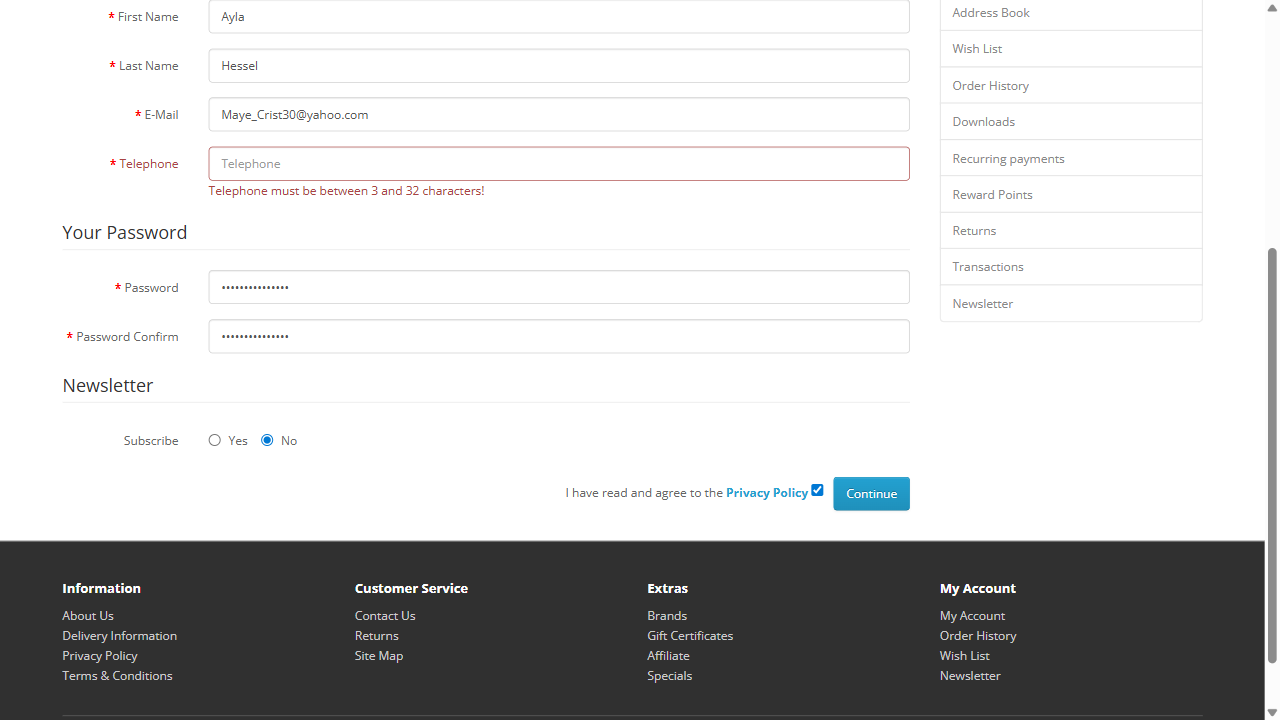 * First Name Ayla
* Last Name Hessel
* E-Mail Maye_Crist30@yahoo.com
* Telephone Telephone
Telephone must be between 3 and 32 characters!
Your Password
* Password •••••••••••••••
* Password Confirm •••••••••••••••
Newsletter
Subscribe Yes No
I have read and agree to the Privacy Policy Continue
Address Book
Wish List
Order History
Downloads
Recurring payments
Reward Points
Returns
Transactions
Newsletter
Information
About Us
Delivery Information
Privacy Policy
Terms & Conditions
Customer Service
Contact Us
Returns
Site Map
Extras
Brands
Gift Certificates
Affiliate
Specials
My Account
My Account
Order History
Wish List
Newsletter